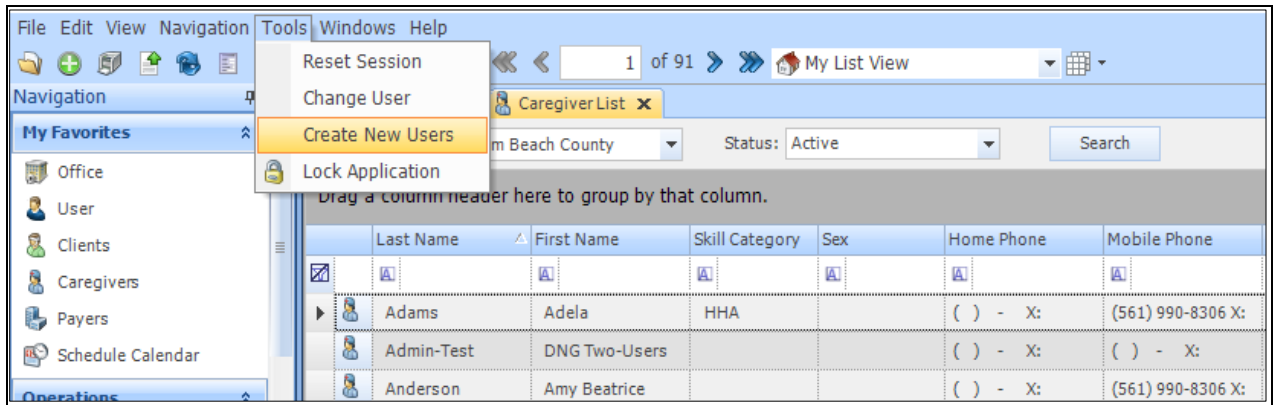 File Edit View Navigation Tools Windows Help
Reset Session
1 of 91 My List View
Navigation
Change User
Caregiver List
My Favorites
Create New Users
m Beach County Status: Active Search
Office
Lock Application
User
Drag a column header here to group by that column.
Clients
Last Name First Name Skill Category Sex Home Phone Mobile Phone
Caregivers
A A A A A A
Payers
Adams Adela HHA ( ) - X: (561) 990-8306 X:
Schedule Calendar
Admin-Test DNG Two-Users ( ) - X: ( ) - X:
Operations
Anderson Amy Beatrice ( ) - X: (561) 990-8306 X: